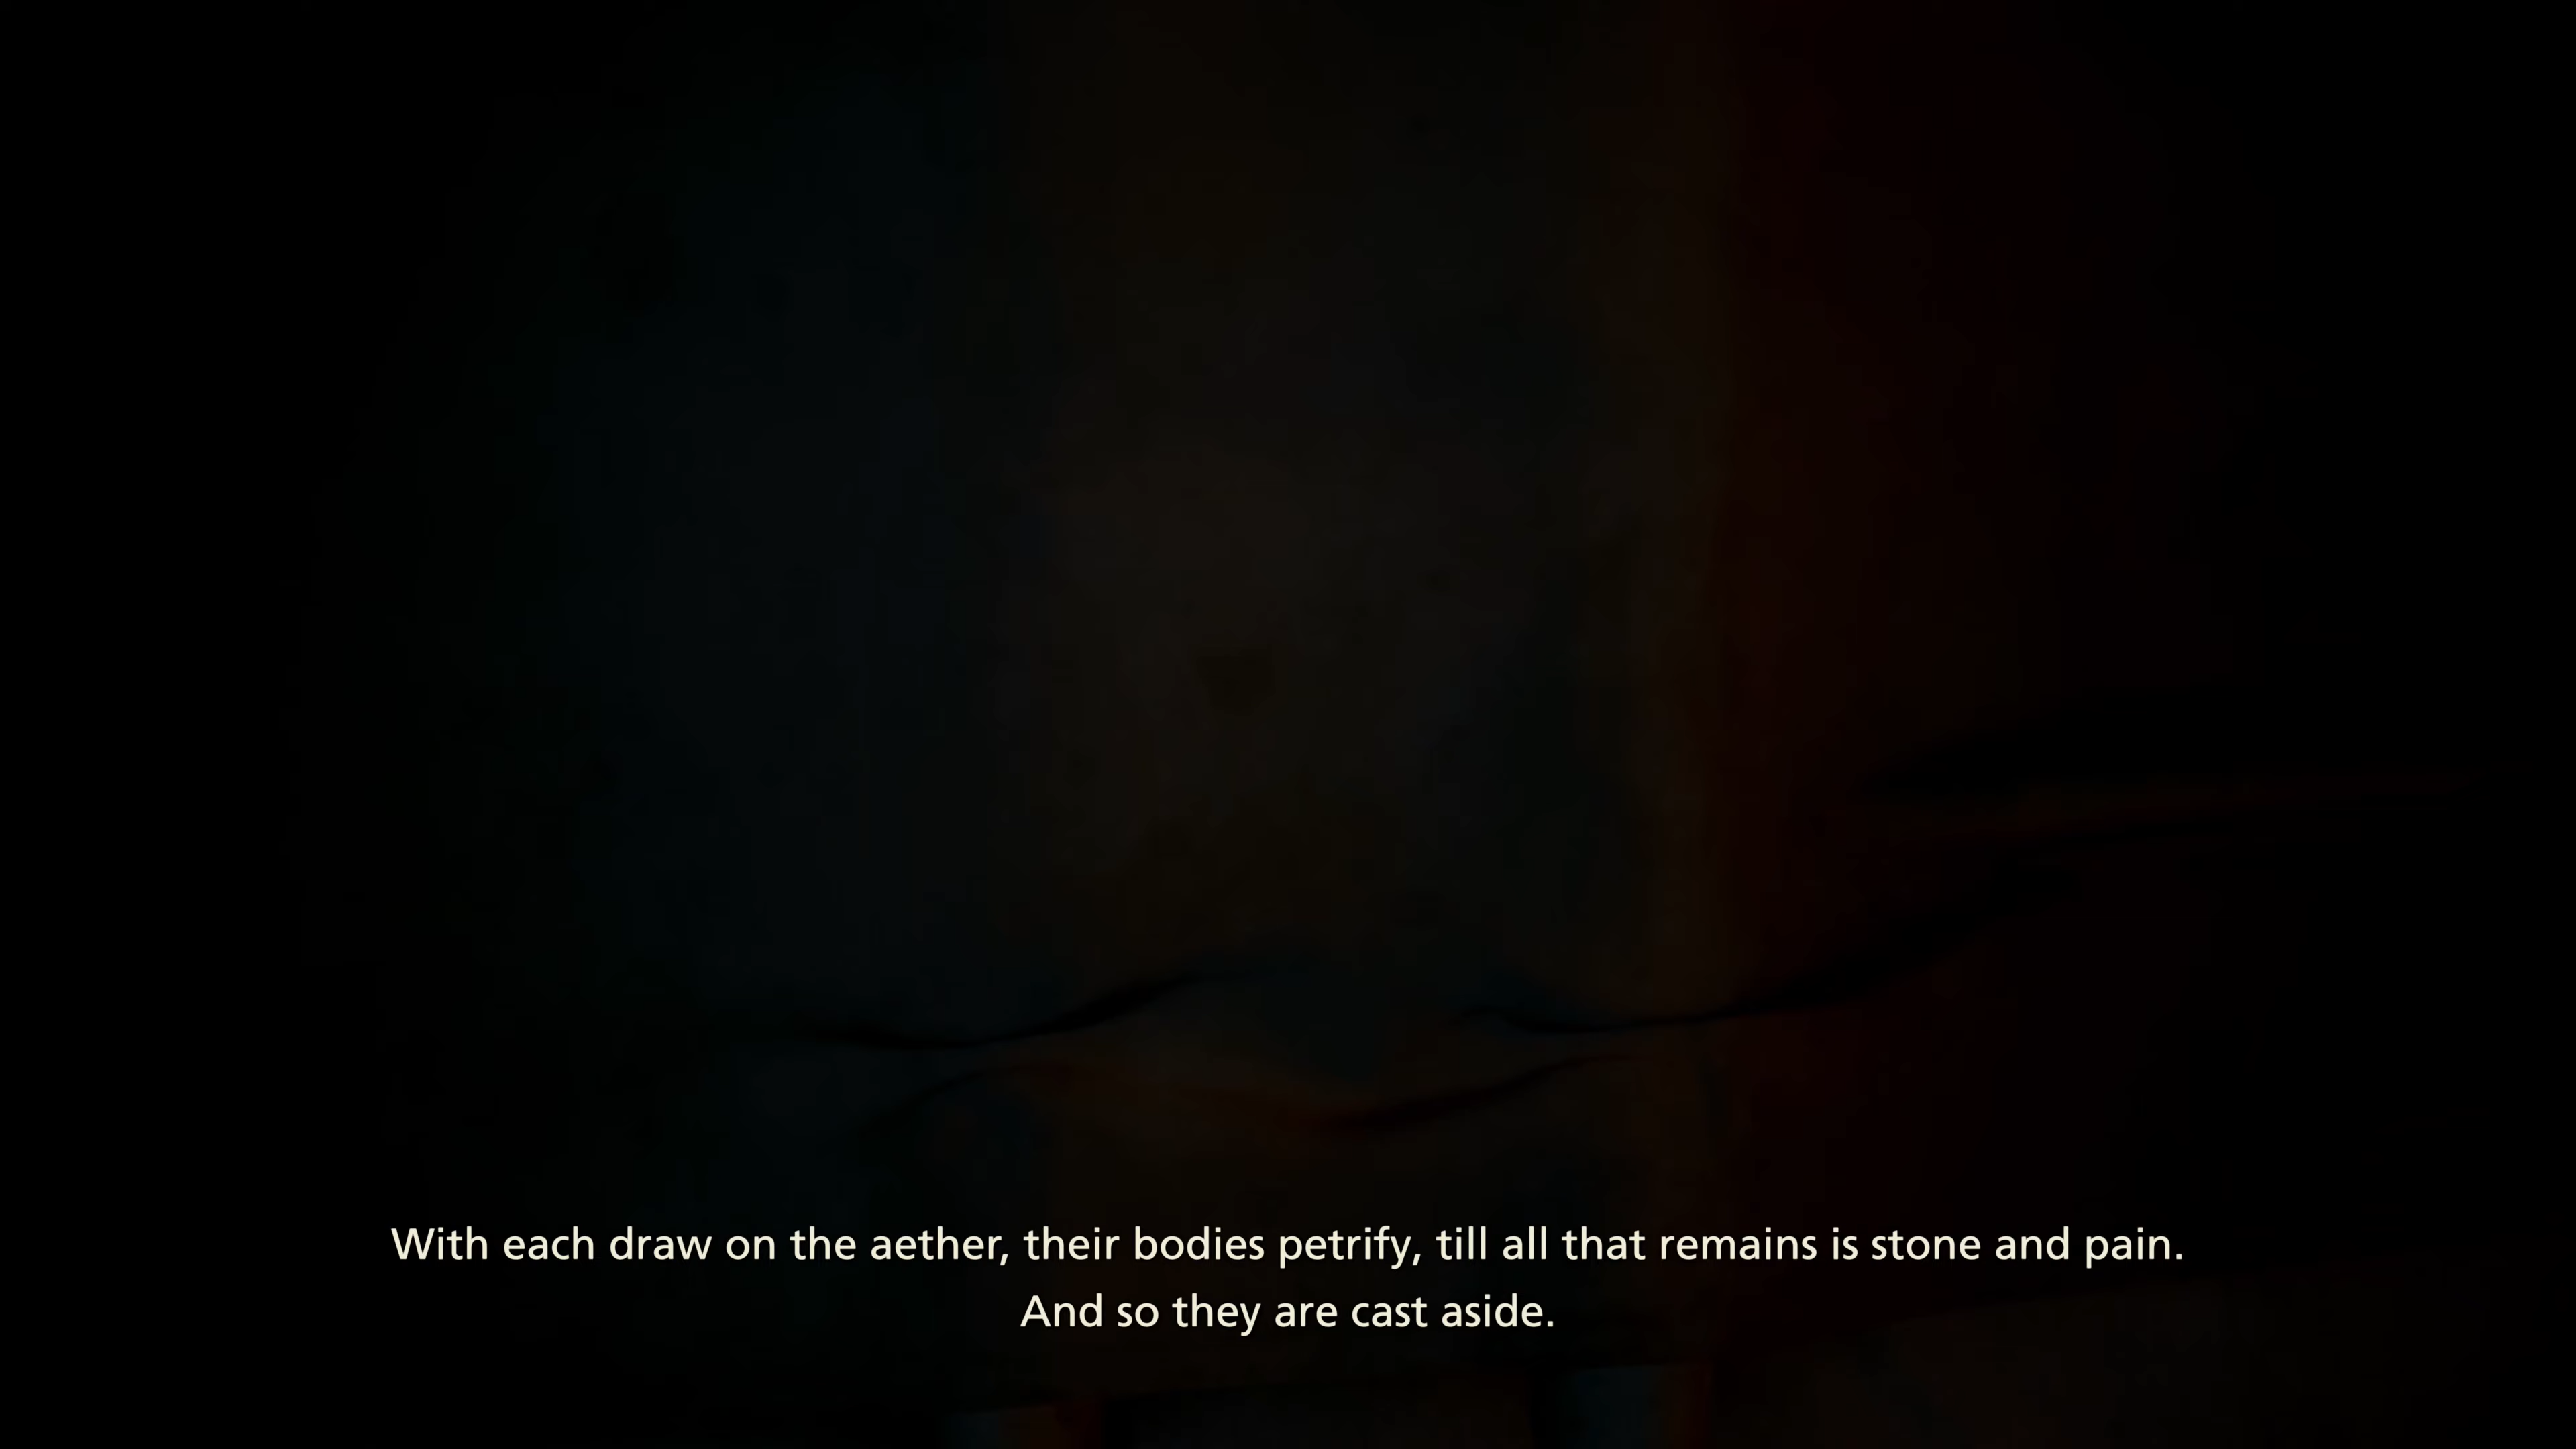 With each draw on the aether, their bodies petrify, till all that remains is stone and pain.
And so they are cast aside.